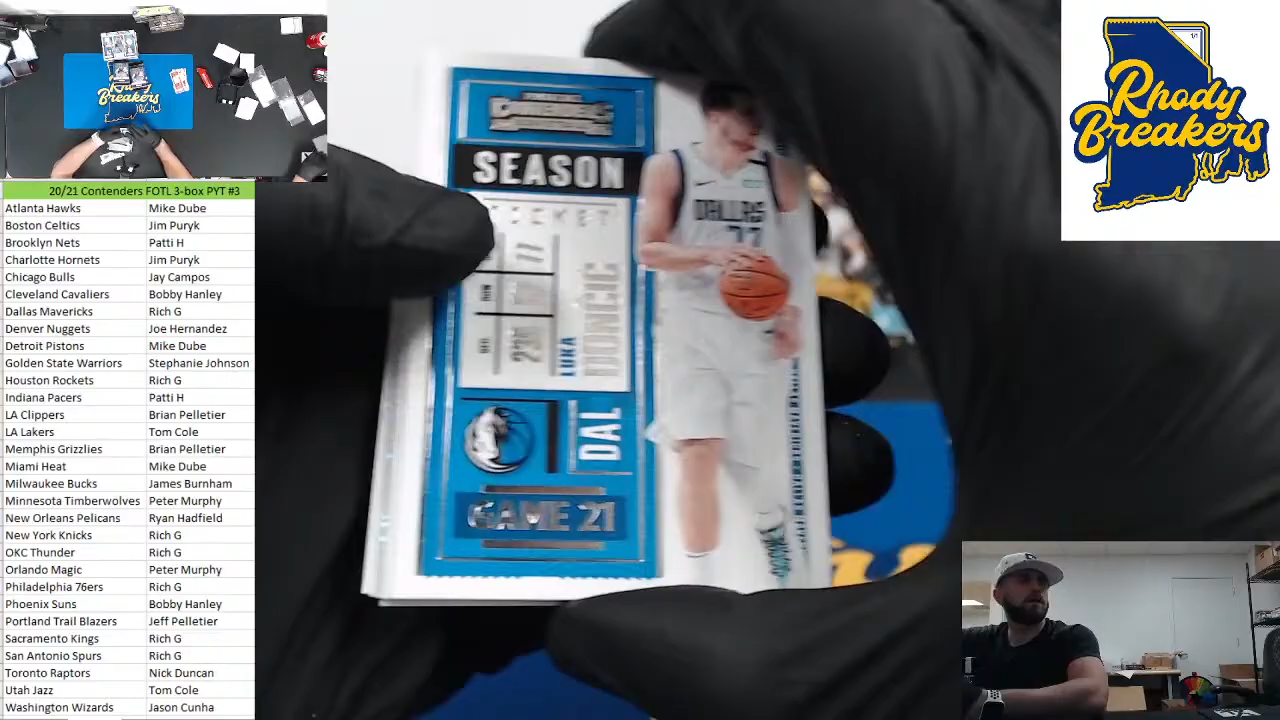 20/21 Contenders FOTL 3-box PYT #3
Atlanta Hawks Mike Dube
Boston Celtics Jim Puryk
Brooklyn Nets Patti H
Charlotte Hornets Jim Puryk
Chicago Bulls Jay Campos
Cleveland Cavaliers Bobby Hanley
Dallas Mavericks Rich G
Denver Nuggets Joe Hernandez
Detroit Pistons Mike Dube
Golden State Warriors Stephanie Johnson
Houston Rockets Rich G
Indiana Pacers Patti H
LA Clippers Brian Pelletier
LA Lakers Tom Cole
Memphis Grizzlies Brian Pelletier
Miami Heat Mike Dube
Milwaukee Bucks James Burnham
Minnesota Timberwolves Peter Murphy
New Orleans Pelicans Ryan Hadfield
New York Knicks Rich G
OKC Thunder Rich G
Orlando Magic Peter Murphy
Philadelphia 76ers Rich G
Phoenix Suns Bobby Hanley
Portland Trail Blazers Jeff Pelletier
Sacramento Kings Rich G
San Antonio Spurs Rich G
Toronto Raptors Nick Duncan
Utah Jazz Tom Cole
Washington Wizards Jason Cunha
CONTENDERS
SEASON
LUKA
DONCIC
DAL
GAME 21
DALLAS
77
Rhody
Breakers
1/1
Breakers